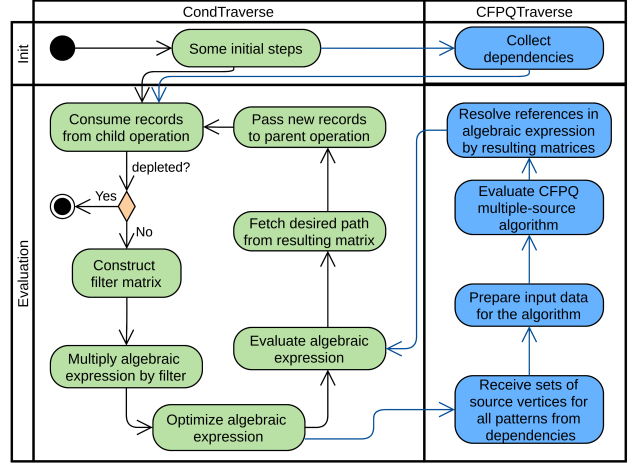 CondTraverse
CFPQTraverse
Init
Some initial steps
Collect
dependencies
Evaluation
Consume records
from child operation
Pass new records
to parent operation
Resolve references in
algebraic expression
by resulting matrices
depleted?
Yes
No
Evaluate CFPQ
multiple-source
algorithm
Fetch desired path
from resulting matrix
Construct
filter matrix
Prepare input data
for the algorithm
Evaluate algebraic
expression
Multiply algebraic
expression by filter
Receive sets of
source vertices for
all patterns from
dependencies
Optimize algebraic
expression